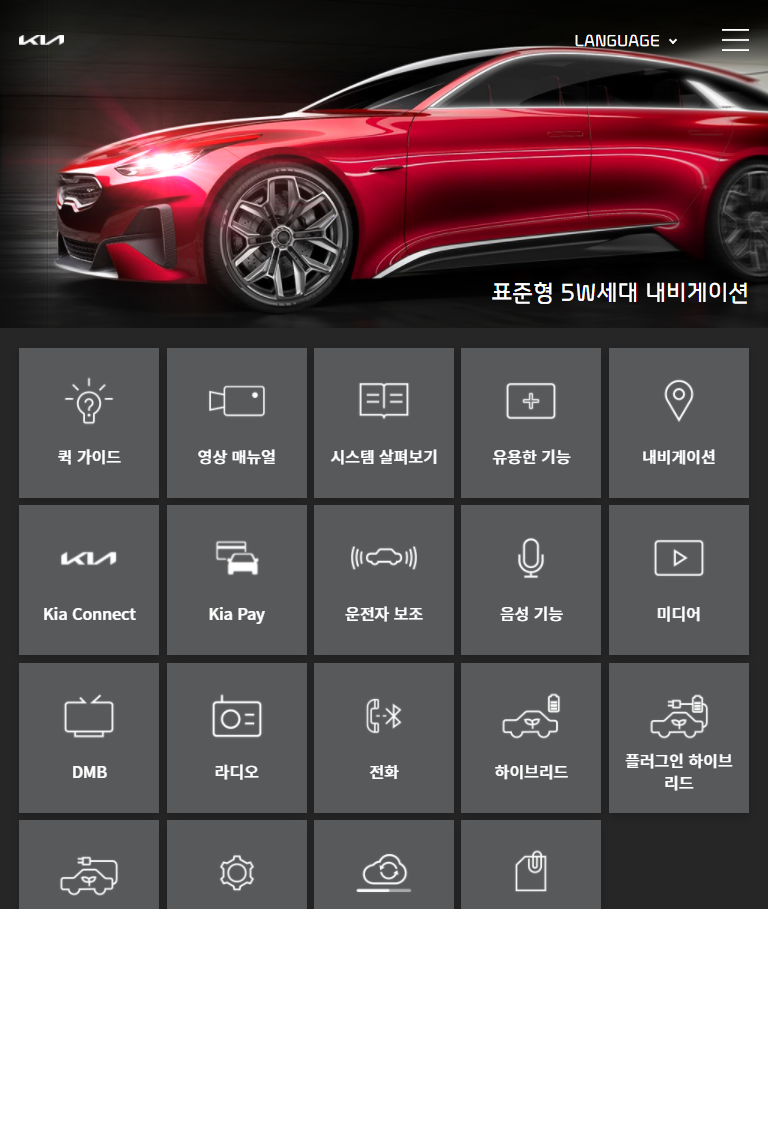 KIA
LANGUAGE
표준형 5W세대 내비게이션
퀵 가이드
영상 매뉴얼
시스템 살펴보기
유용한 기능
내비게이션
KIA
Kia Connect
Kia Pay
운전자 보조
음성 기능
미디어
DMB
라디오
전화
하이브리드
플러그인 하이브
리드